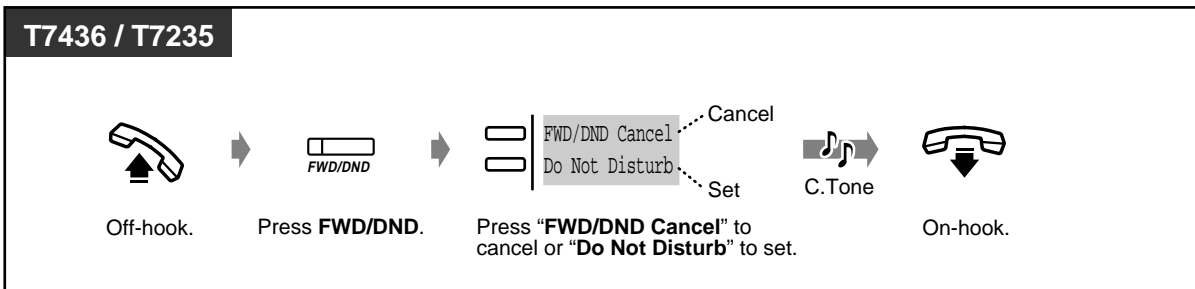 T7436 / T7235
FWD/DND Cancel
Cancel
Do Not Disturb
Set
FWD/DND
C.Tone
Off-hook.
Press FWD/DND.
Press “FWD/DND Cancel” to
cancel or “Do Not Disturb” to set.
On-hook.